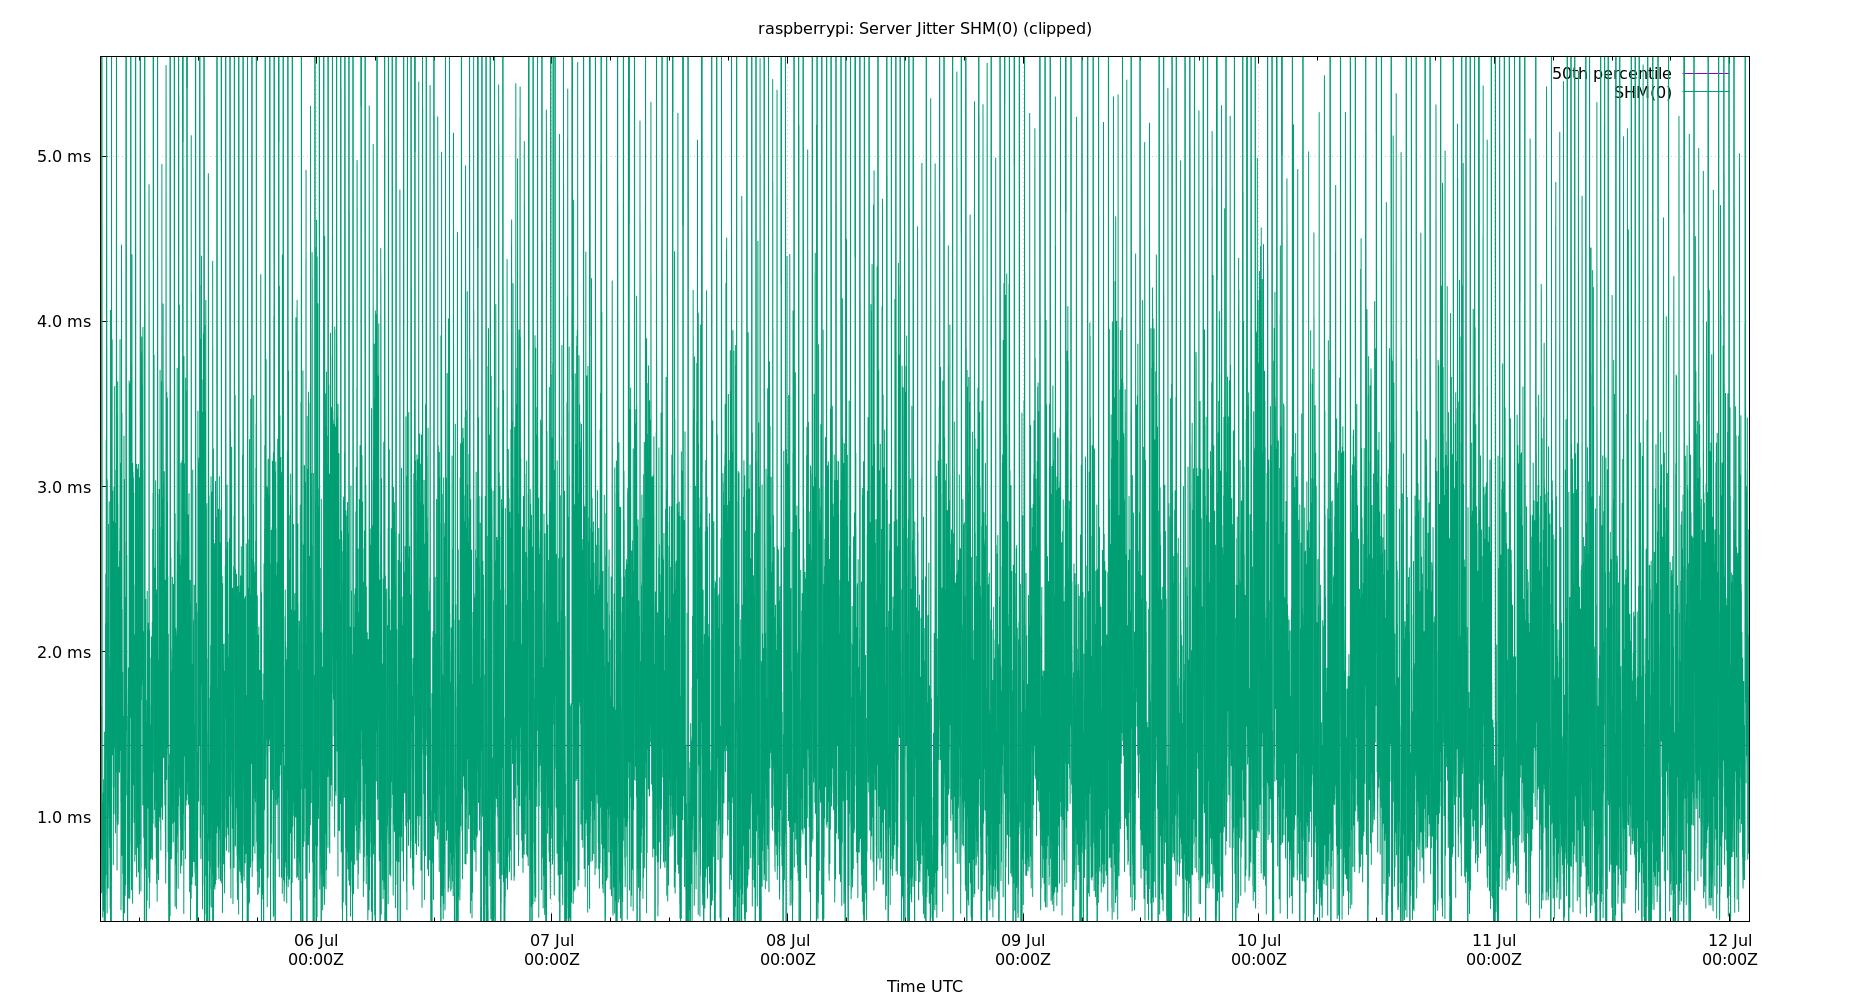 raspberrypi: Server Jitter SHM(0) (clipped)
50th percentile
SHM(0)
5.0 ms
4.0 ms
3.0 ms
2.0 ms
1.0 ms
06 Jul 07 Jul 08 Jul 09 Jul 10 Jul 11 Jul 12 Jul
00:00Z 00:00Z 00:00Z 00:00Z 00:00Z 00:00Z 00:00Z
Time UTC